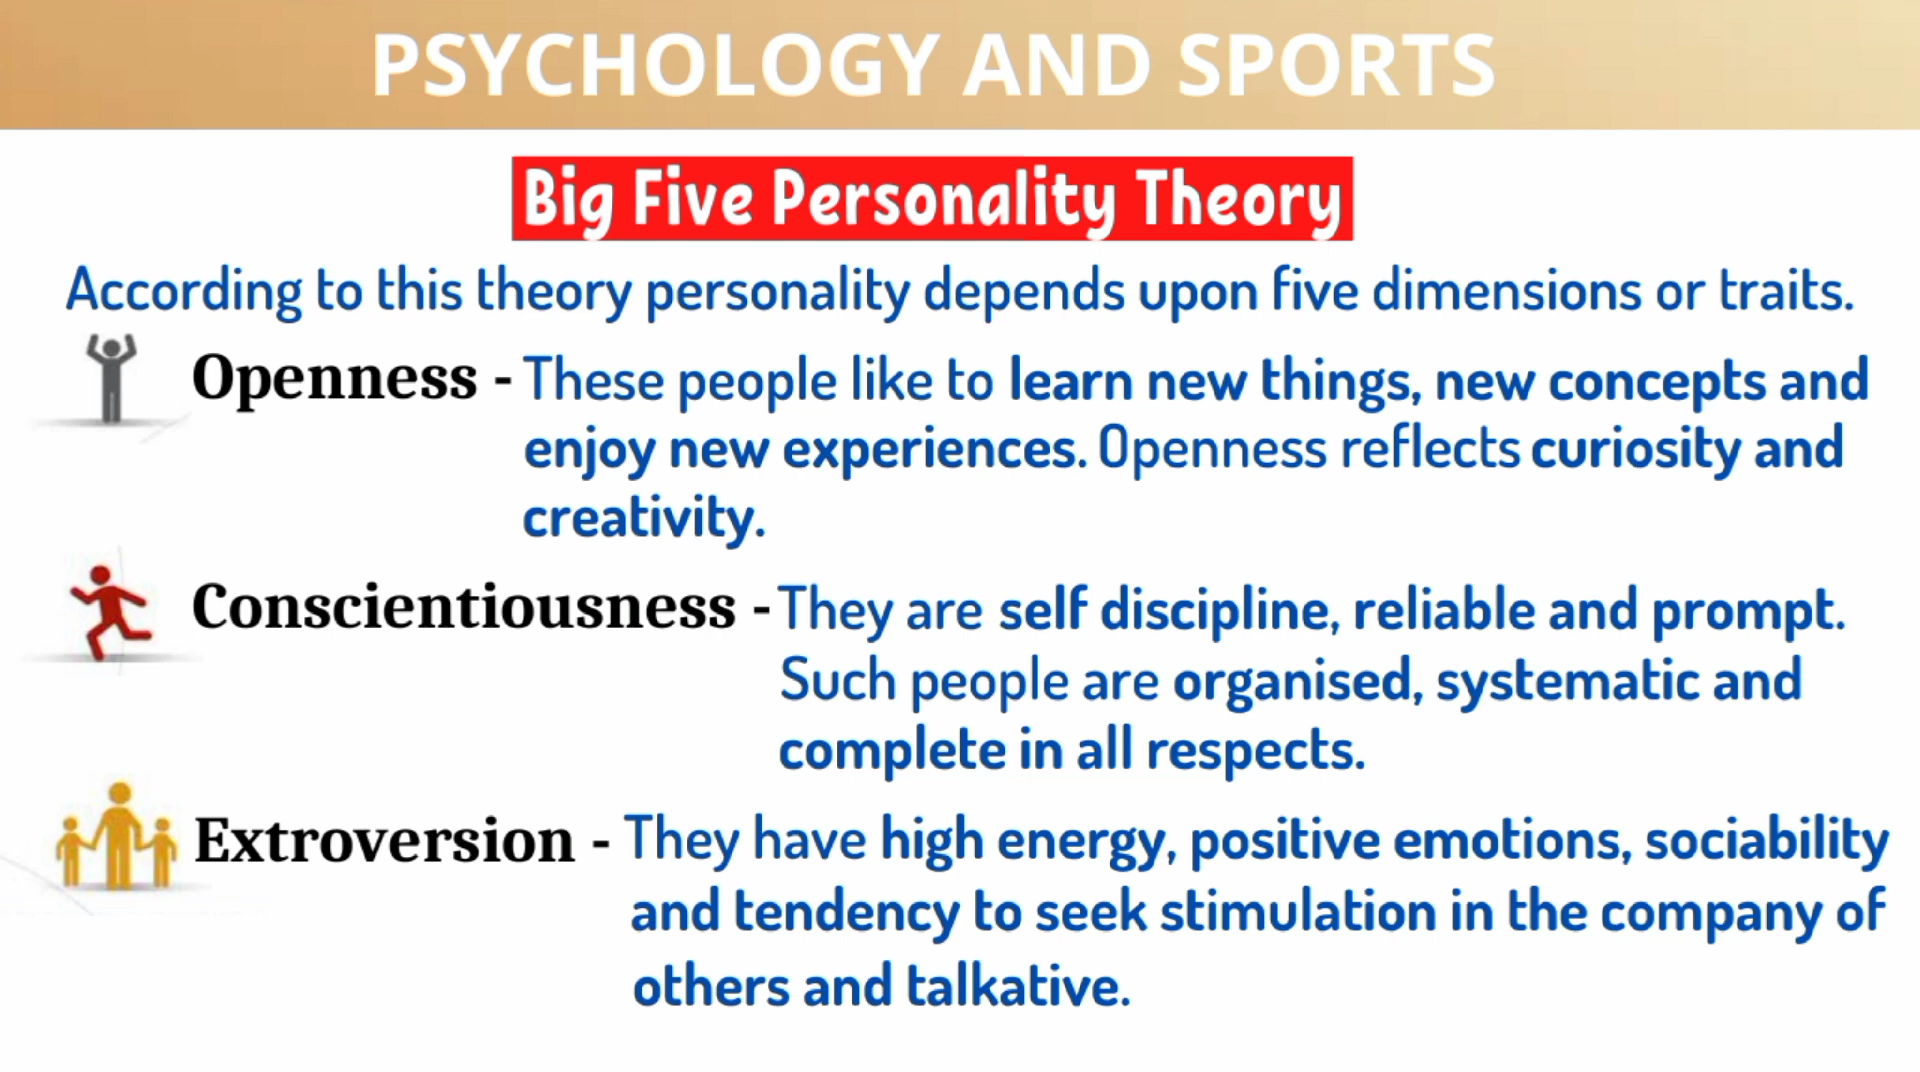 PSYCHOLOGY AND SPORTS
Big Five Personality Theory
According to this theory personality depends upon five dimensions or traits.
Openness - These people like to learn new things, new concepts and
enjoy new experiences. Openness reflects curiosity and
creativity.
Conscientiousness - They are self discipline, reliable and prompt.
Such people are organised, systematic and
complete in all respects.
Extroversion - They have high energy, positive emotions, sociability
and tendency to seek stimulation in the company of
others and talkative.